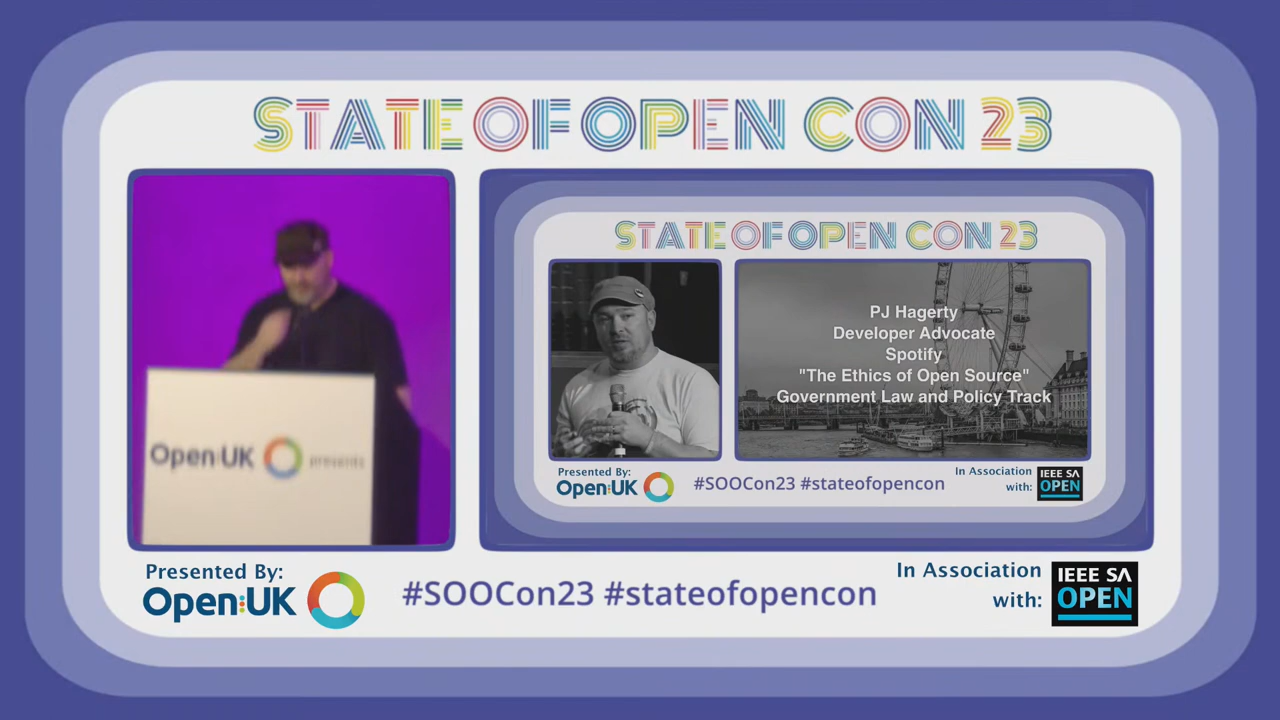 STATE OF OPEN CON 23
OpenUK presents
STATE OF OPEN CON 23
PJ Hagerty
Developer Advocate
Spotify
"The Ethics of Open Source"
Government Law and Policy Track
Presented By:
Open:UK
#SOOCon23 #stateofopencon
In Association
with:
IEEE SA
OPEN
Presented By:
Open:UK
#SOOCon23 #stateofopencon
In Association
with:
IEEE SA
OPEN